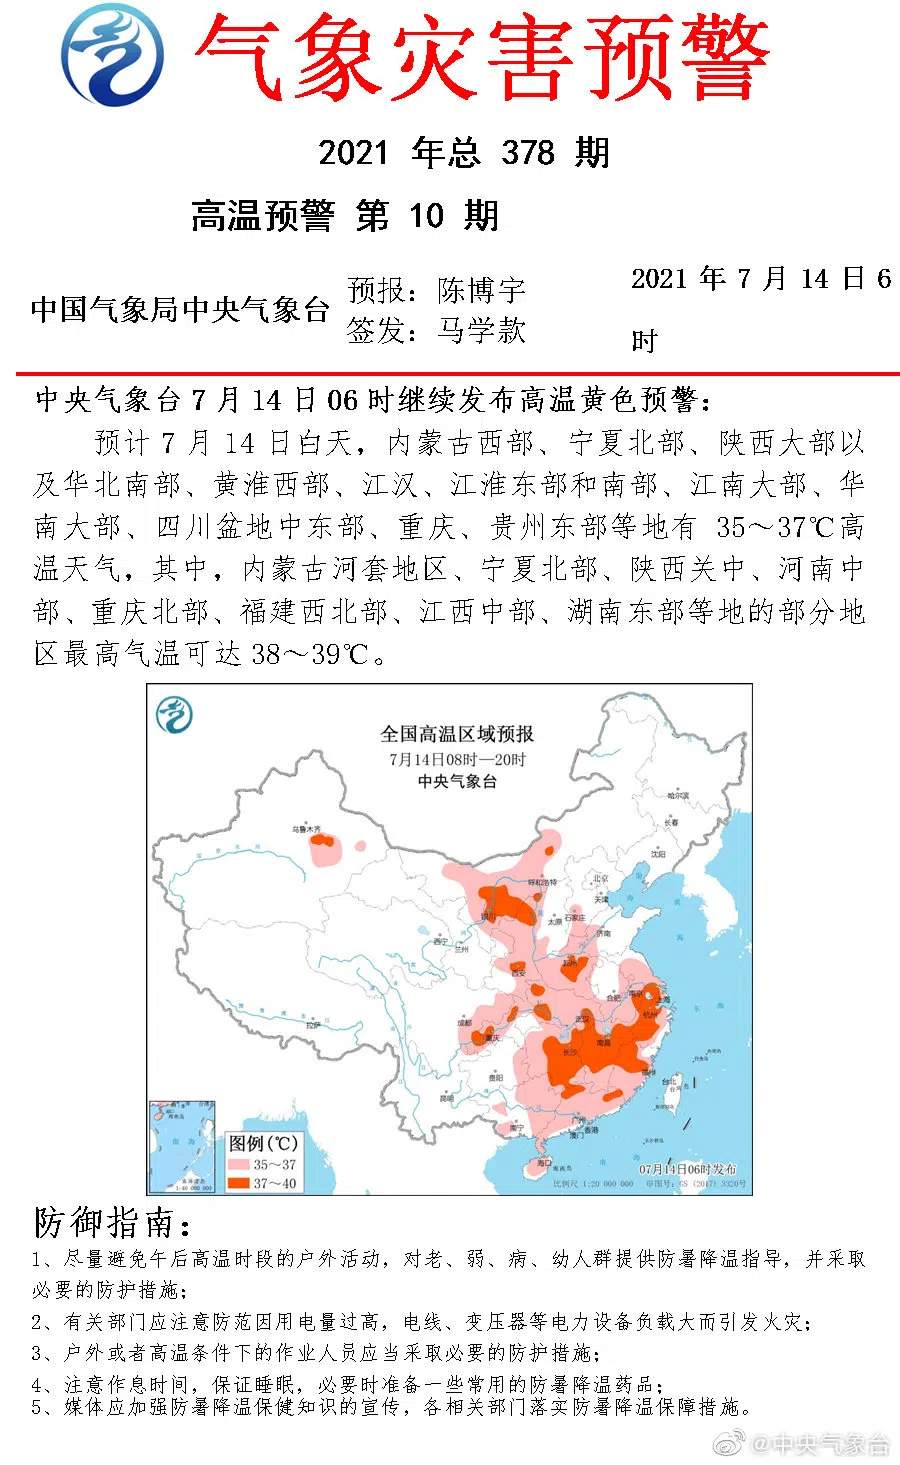 气象灾害预警
2021 年总 378 期
高温预警 第 10 期
中国气象局中央气象台
预报：陈博宇
签发：马学款
2021 年 7 月 14 日 6
时
中央气象台 7 月 14 日 06 时继续发布高温黄色预警：
预计 7 月 14 日白天，内蒙古西部、宁夏北部、陕西大部以
及华北南部、黄淮西部、江汉、江淮东部和南部、江南大部、华
南大部、四川盆地中东部、重庆、贵州东部等地有 35～37℃高
温天气，其中，内蒙古河套地区、宁夏北部、陕西关中、河南中
部、重庆北部、福建西北部、江西中部、湖南东部等地的部分地
区最高气温可达 38～39℃。
全国高温区域预报
7月14日08时—20时
中央气象台
哈尔滨
长春
乌鲁木齐
沈阳
呼和浩特
北京
天津
银川
太原
石家庄
济南
西宁
兰州
西安
郑州
合肥
南京
上海
成都
武汉
杭州
拉萨
重庆
长沙
南昌
贵阳
福州
台北
昆明
广州
南宁
香港
澳门
海口
图例(℃)
35～37
37～40
07月14日06时发布
比例尺 1:20 000 000
审图号：GS (2017) 3320号
南海诸岛
1:40 000 000
防御指南：
1、尽量避免午后高温时段的户外活动，对老、弱、病、幼人群提供防暑降温指导，并采取
必要的防护措施；
2、有关部门应注意防范因用电量过高，电线、变压器等电力设备负载大而引发火灾；
3、户外或者高温条件下的作业人员应当采取必要的防护措施；
4、注意作息时间，保证睡眠，必要时准备一些常用的防暑降温药品；
5、媒体应加强防暑降温保健知识的宣传，各相关部门落实防暑降温保障措施。
@中央气象台